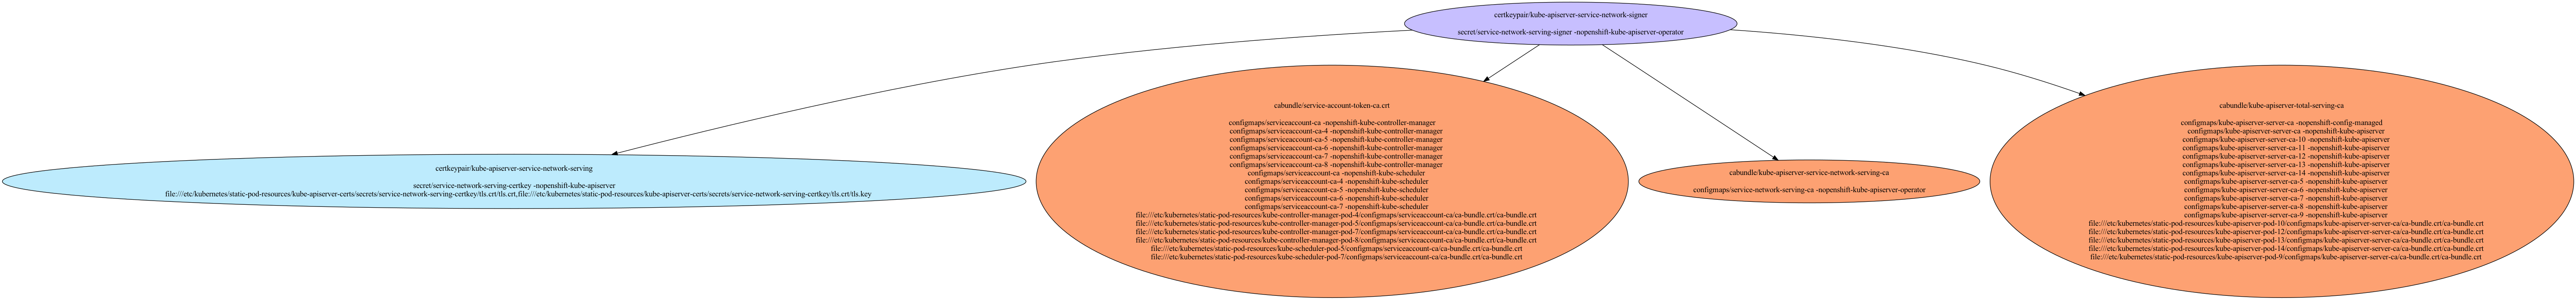 certkeypair/kube-apiserver-service-network-signer
secret/service-network-serving-signer -nopenshift-kube-apiserver-operator
certkeypair/kube-apiserver-service-network-serving
secret/service-network-serving-certkey -nopenshift-kube-apiserver
file:///etc/kubernetes/static-pod-resources/kube-apiserver-certs/secrets/service-network-serving-certkey/tls.crt/tls.crt,file:///etc/kubernetes/static-pod-resources/kube-apiserver-certs/secrets/service-network-serving-certkey/tls.crt/tls.key
cabundle/service-account-token-ca.crt
configmaps/serviceaccount-ca -nopenshift-kube-controller-manager
configmaps/serviceaccount-ca-4 -nopenshift-kube-controller-manager
configmaps/serviceaccount-ca-5 -nopenshift-kube-controller-manager
configmaps/serviceaccount-ca-6 -nopenshift-kube-controller-manager
configmaps/serviceaccount-ca-7 -nopenshift-kube-controller-manager
configmaps/serviceaccount-ca-8 -nopenshift-kube-controller-manager
configmaps/serviceaccount-ca -nopenshift-kube-scheduler
configmaps/serviceaccount-ca-4 -nopenshift-kube-scheduler
configmaps/serviceaccount-ca-5 -nopenshift-kube-scheduler
configmaps/serviceaccount-ca-6 -nopenshift-kube-scheduler
configmaps/serviceaccount-ca-7 -nopenshift-kube-scheduler
file:///etc/kubernetes/static-pod-resources/kube-controller-manager-pod-4/configmaps/serviceaccount-ca/ca-bundle.crt/ca-bundle.crt
file:///etc/kubernetes/static-pod-resources/kube-controller-manager-pod-5/configmaps/serviceaccount-ca/ca-bundle.crt/ca-bundle.crt
file:///etc/kubernetes/static-pod-resources/kube-controller-manager-pod-7/configmaps/serviceaccount-ca/ca-bundle.crt/ca-bundle.crt
file:///etc/kubernetes/static-pod-resources/kube-controller-manager-pod-8/configmaps/serviceaccount-ca/ca-bundle.crt/ca-bundle.crt
file:///etc/kubernetes/static-pod-resources/kube-scheduler-pod-5/configmaps/serviceaccount-ca/ca-bundle.crt/ca-bundle.crt
file:///etc/kubernetes/static-pod-resources/kube-scheduler-pod-7/configmaps/serviceaccount-ca/ca-bundle.crt/ca-bundle.crt
cabundle/kube-apiserver-service-network-serving-ca
configmaps/service-network-serving-ca -nopenshift-kube-apiserver-operator
cabundle/kube-apiserver-total-serving-ca
configmaps/kube-apiserver-server-ca -nopenshift-config-managed
configmaps/kube-apiserver-server-ca -nopenshift-kube-apiserver
configmaps/kube-apiserver-server-ca-10 -nopenshift-kube-apiserver
configmaps/kube-apiserver-server-ca-11 -nopenshift-kube-apiserver
configmaps/kube-apiserver-server-ca-12 -nopenshift-kube-apiserver
configmaps/kube-apiserver-server-ca-13 -nopenshift-kube-apiserver
configmaps/kube-apiserver-server-ca-14 -nopenshift-kube-apiserver
configmaps/kube-apiserver-server-ca-5 -nopenshift-kube-apiserver
configmaps/kube-apiserver-server-ca-6 -nopenshift-kube-apiserver
configmaps/kube-apiserver-server-ca-7 -nopenshift-kube-apiserver
configmaps/kube-apiserver-server-ca-8 -nopenshift-kube-apiserver
configmaps/kube-apiserver-server-ca-9 -nopenshift-kube-apiserver
file:///etc/kubernetes/static-pod-resources/kube-apiserver-pod-10/configmaps/kube-apiserver-server-ca/ca-bundle.crt/ca-bundle.crt
file:///etc/kubernetes/static-pod-resources/kube-apiserver-pod-12/configmaps/kube-apiserver-server-ca/ca-bundle.crt/ca-bundle.crt
file:///etc/kubernetes/static-pod-resources/kube-apiserver-pod-13/configmaps/kube-apiserver-server-ca/ca-bundle.crt/ca-bundle.crt
file:///etc/kubernetes/static-pod-resources/kube-apiserver-pod-14/configmaps/kube-apiserver-server-ca/ca-bundle.crt/ca-bundle.crt
file:///etc/kubernetes/static-pod-resources/kube-apiserver-pod-9/configmaps/kube-apiserver-server-ca/ca-bundle.crt/ca-bundle.crt